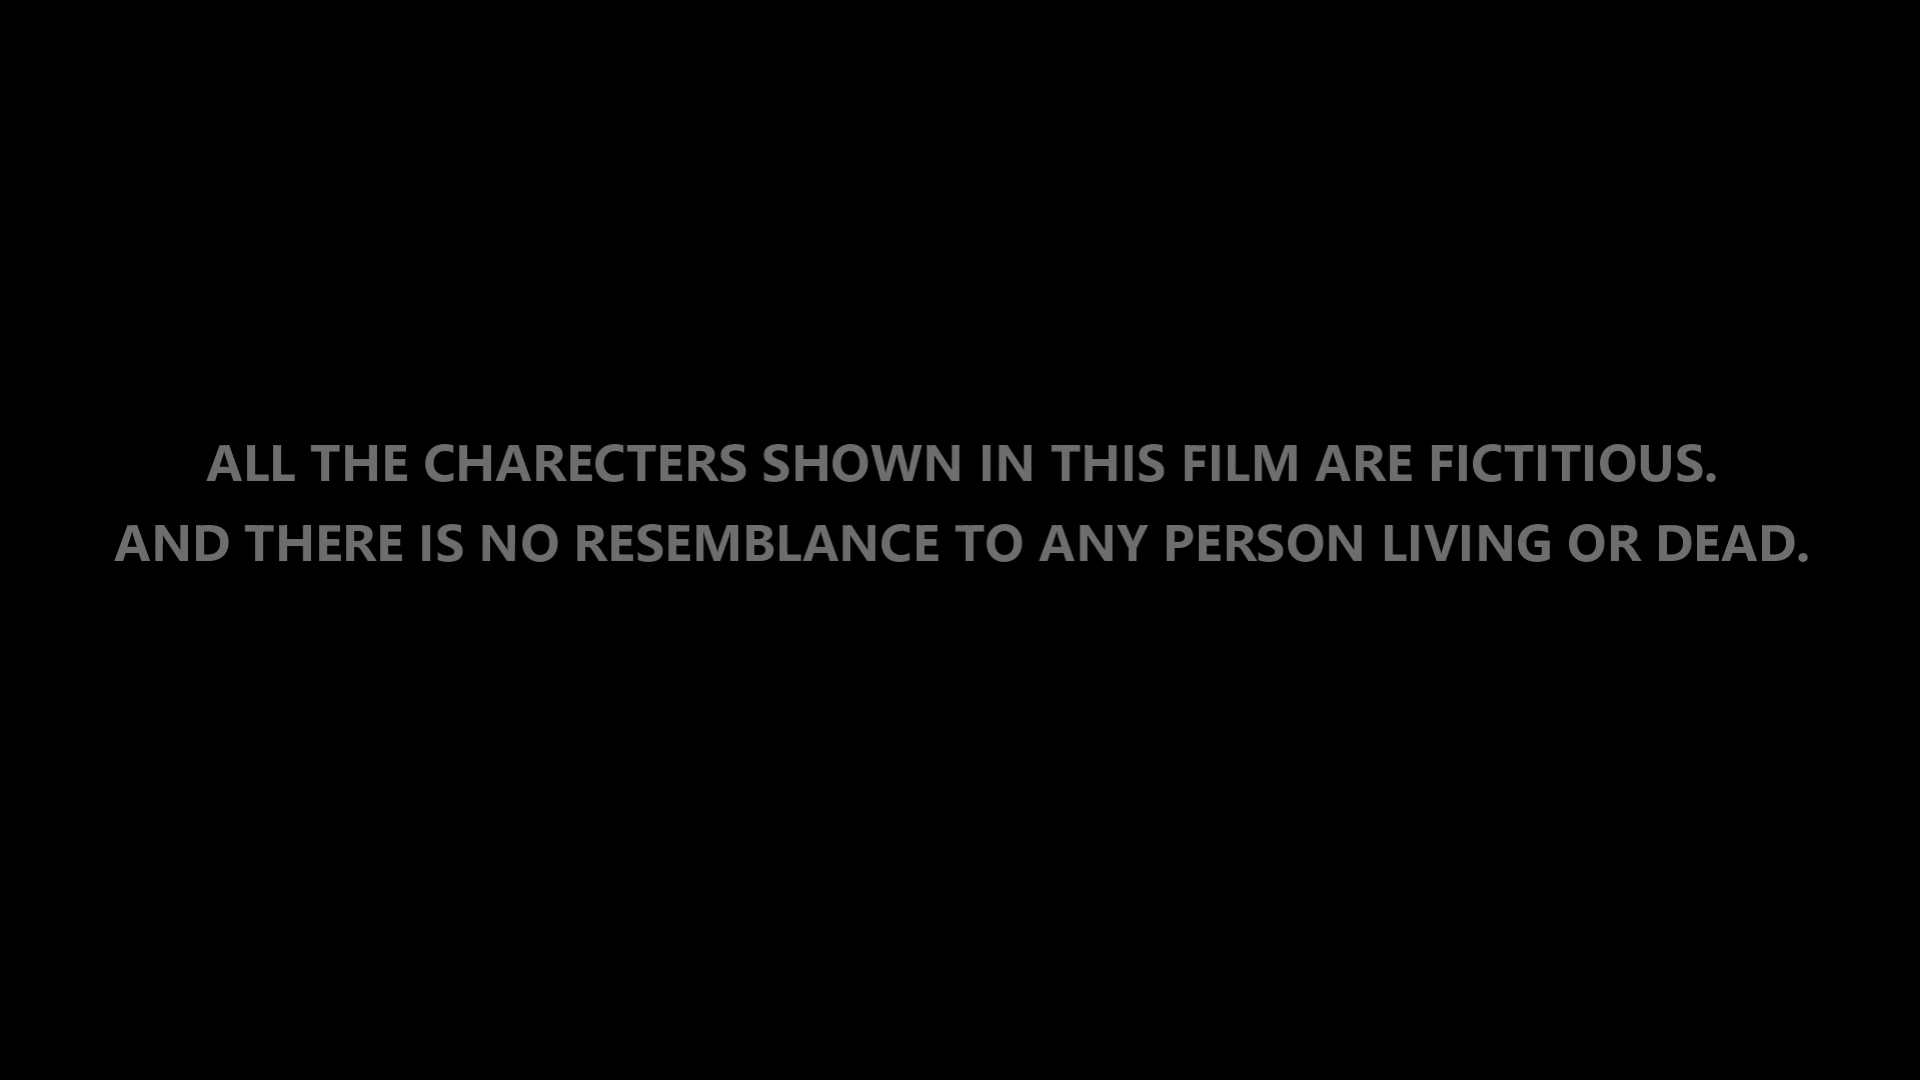 ALL THE CHARECTERS SHOWN IN THIS FILM ARE FICTITIOUS.
AND THERE IS NO RESEMBLANCE TO ANY PERSON LIVING OR DEAD.